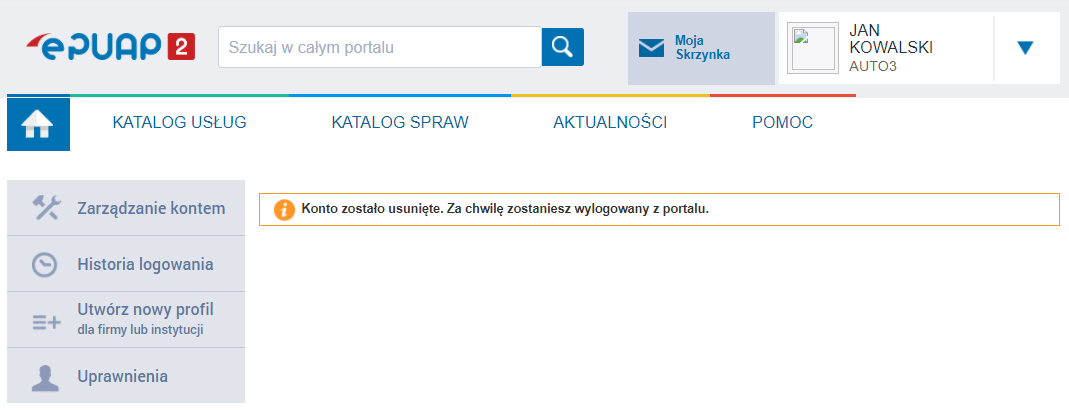 ePUAP 2
Szukaj w całym portalu
Moja
Skrzynka
JAN
KOWALSKI
AUTO3
KATALOG USŁUG
KATALOG SPRAW
AKTUALNOŚCI
POMOC
Zarządzanie kontem
Historia logowania
Utwórz nowy profil
dla firmy lub instytucji
Uprawnienia
Konto zostało usunięte. Za chwilę zostaniesz wylogowany z portalu.